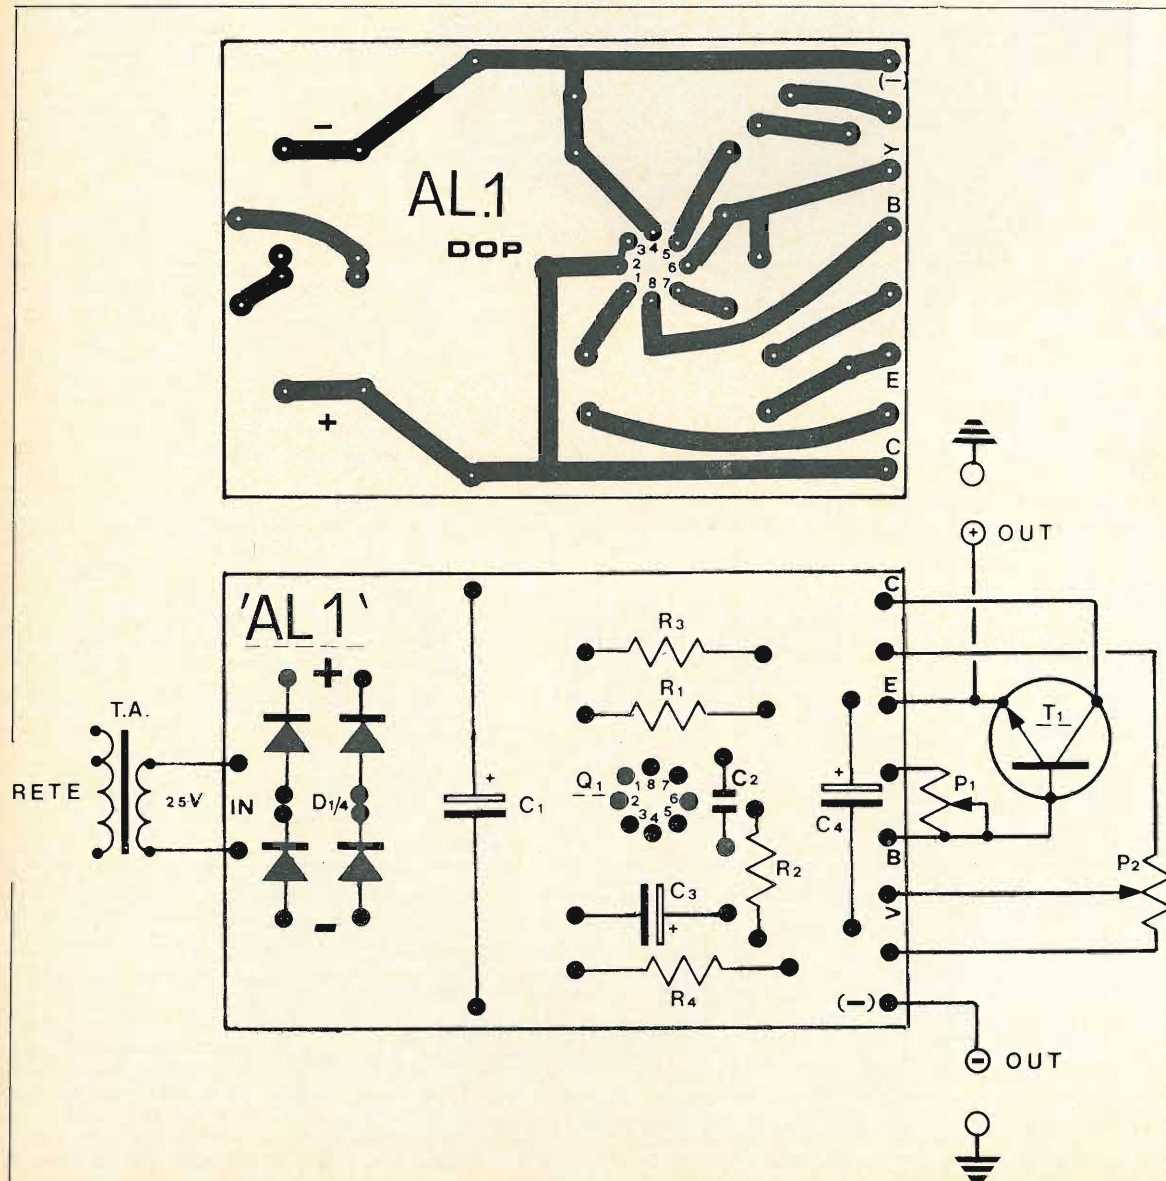 (—)
Y
B
E
C
–
AL.1
DOP
3 4 5
2 6
1 8 7
+
+ OUT
'AL1'
+
T.A.
RETE
25V
IN
D1/4
–
+
C1
R3
R1
Q1
1 8 7
2 6
3 4 5
C2
R2
C3
+
R4
+
C4
C
E
B
V
(–)
T1
P1
P2
– OUT